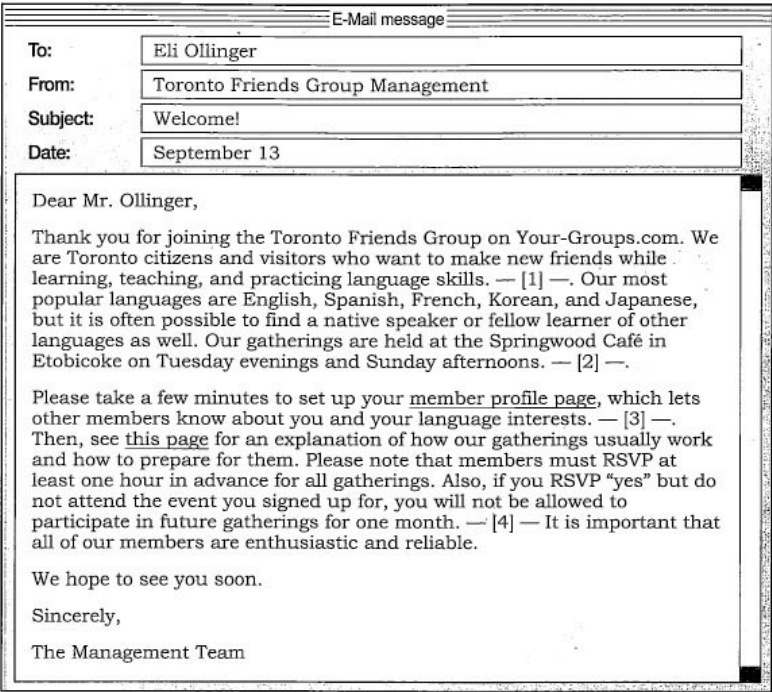 E-Mail message
To: Eli Ollinger
From: Toronto Friends Group Management
Subject: Welcome!
Date: September 13
Dear Mr. Ollinger,
Thank you for joining the Toronto Friends Group on Your-Groups.com. We
are Toronto citizens and visitors who want to make new friends while
learning, teaching, and practicing language skills. — [1] —. Our most
popular languages are English, Spanish, French, Korean, and Japanese,
but it is often possible to find a native speaker or fellow learner of other
languages as well. Our gatherings are held at the Springwood Café in
Etobicoke on Tuesday evenings and Sunday afternoons. — [2] —.
Please take a few minutes to set up your member profile page, which lets
other members know about you and your language interests. — [3] —.
Then, see this page for an explanation of how our gatherings usually work
and how to prepare for them. Please note that members must RSVP at
least one hour in advance for all gatherings. Also, if you RSVP “yes” but do
not attend the event you signed up for, you will not be allowed to
participate in future gatherings for one month. — [4] — It is important that
all of our members are enthusiastic and reliable.
We hope to see you soon.
Sincerely,
The Management Team